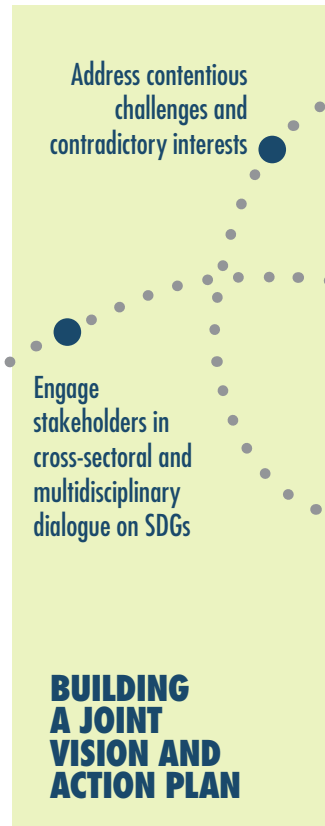 Address contentious
challenges and
contradictory interests
Engage
stakeholders in
cross-sectoral and
multidisciplinary
dialogue on SDGs
BUILDING
A JOINT
VISION AND
ACTION PLAN